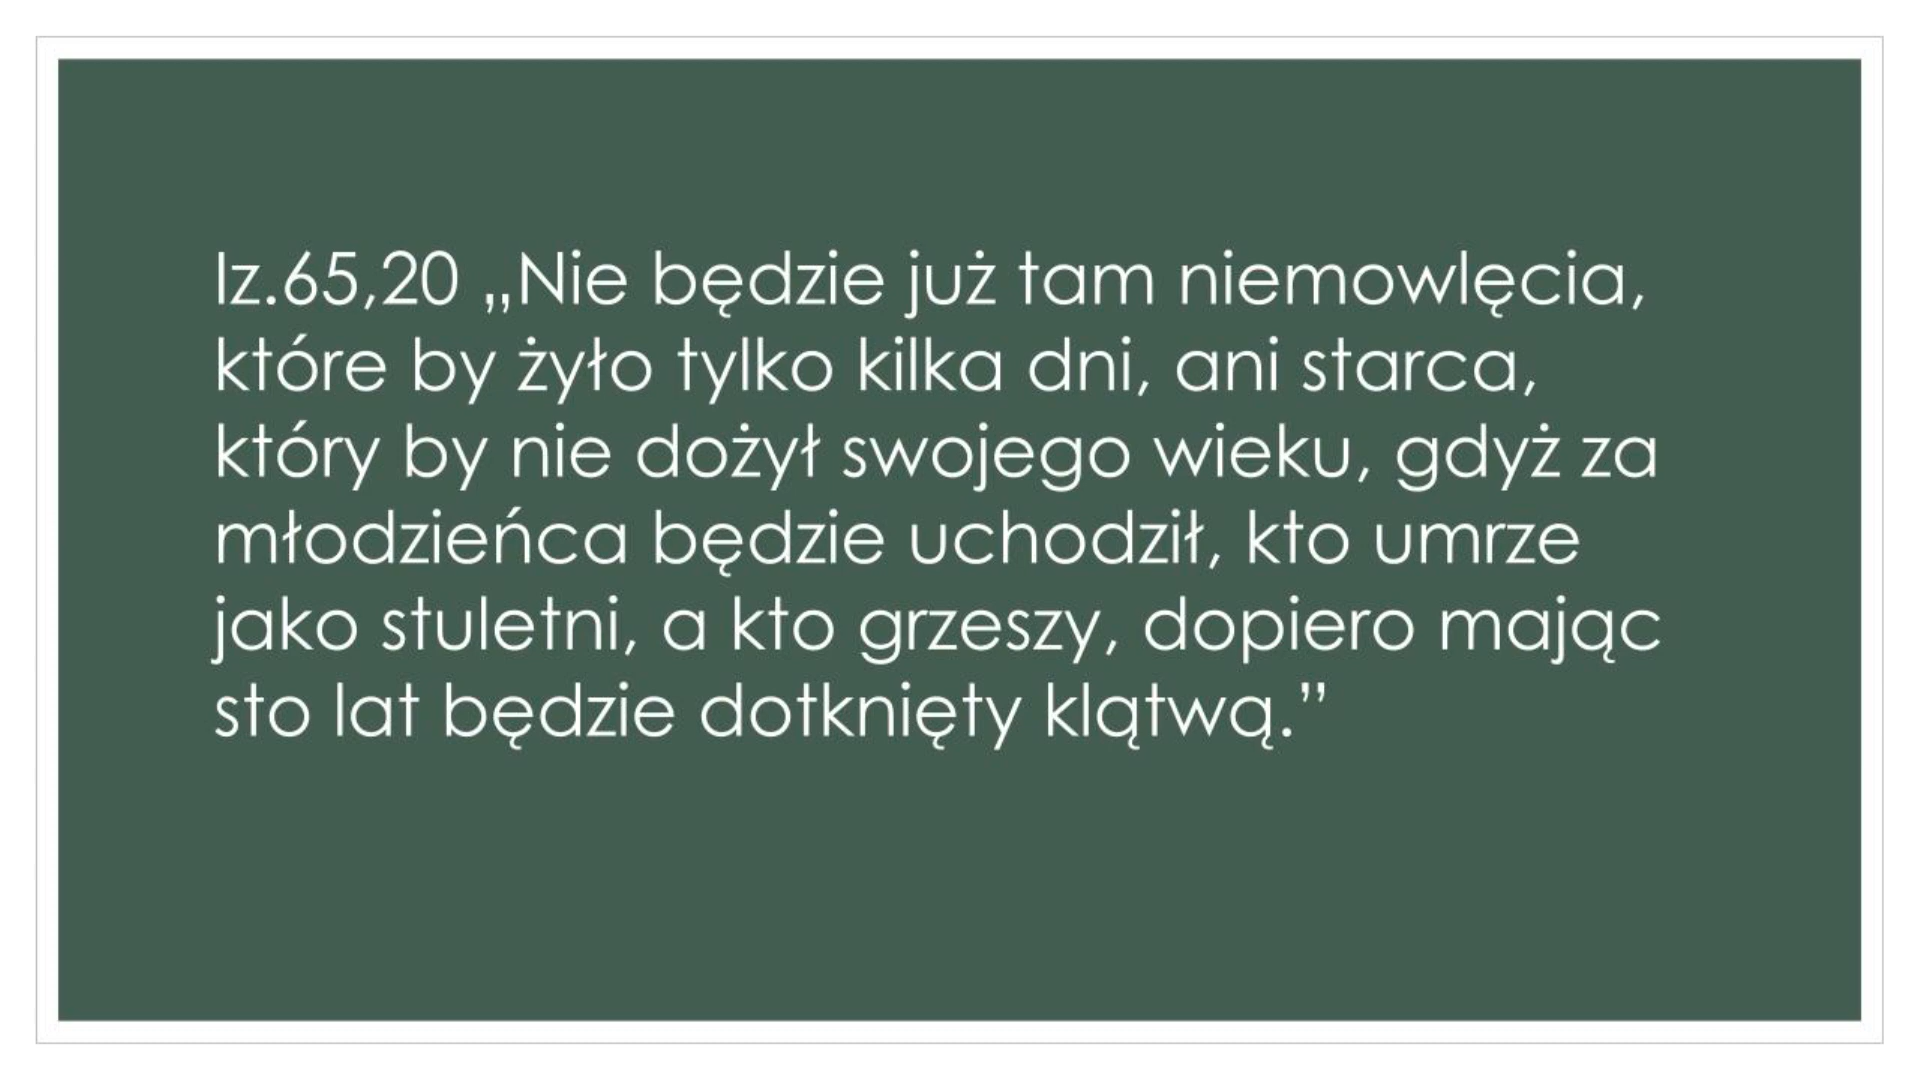 Iz.65,20 „Nie będzie już tam niemowlęcia,
które by żyło tylko kilka dni, ani starca,
który by nie dożył swojego wieku, gdyż za
młodzieńca będzie uchodził, kto umrze
jako stuletni, a kto grzeszy, dopiero mając
sto lat będzie dotknięty klątwą.”